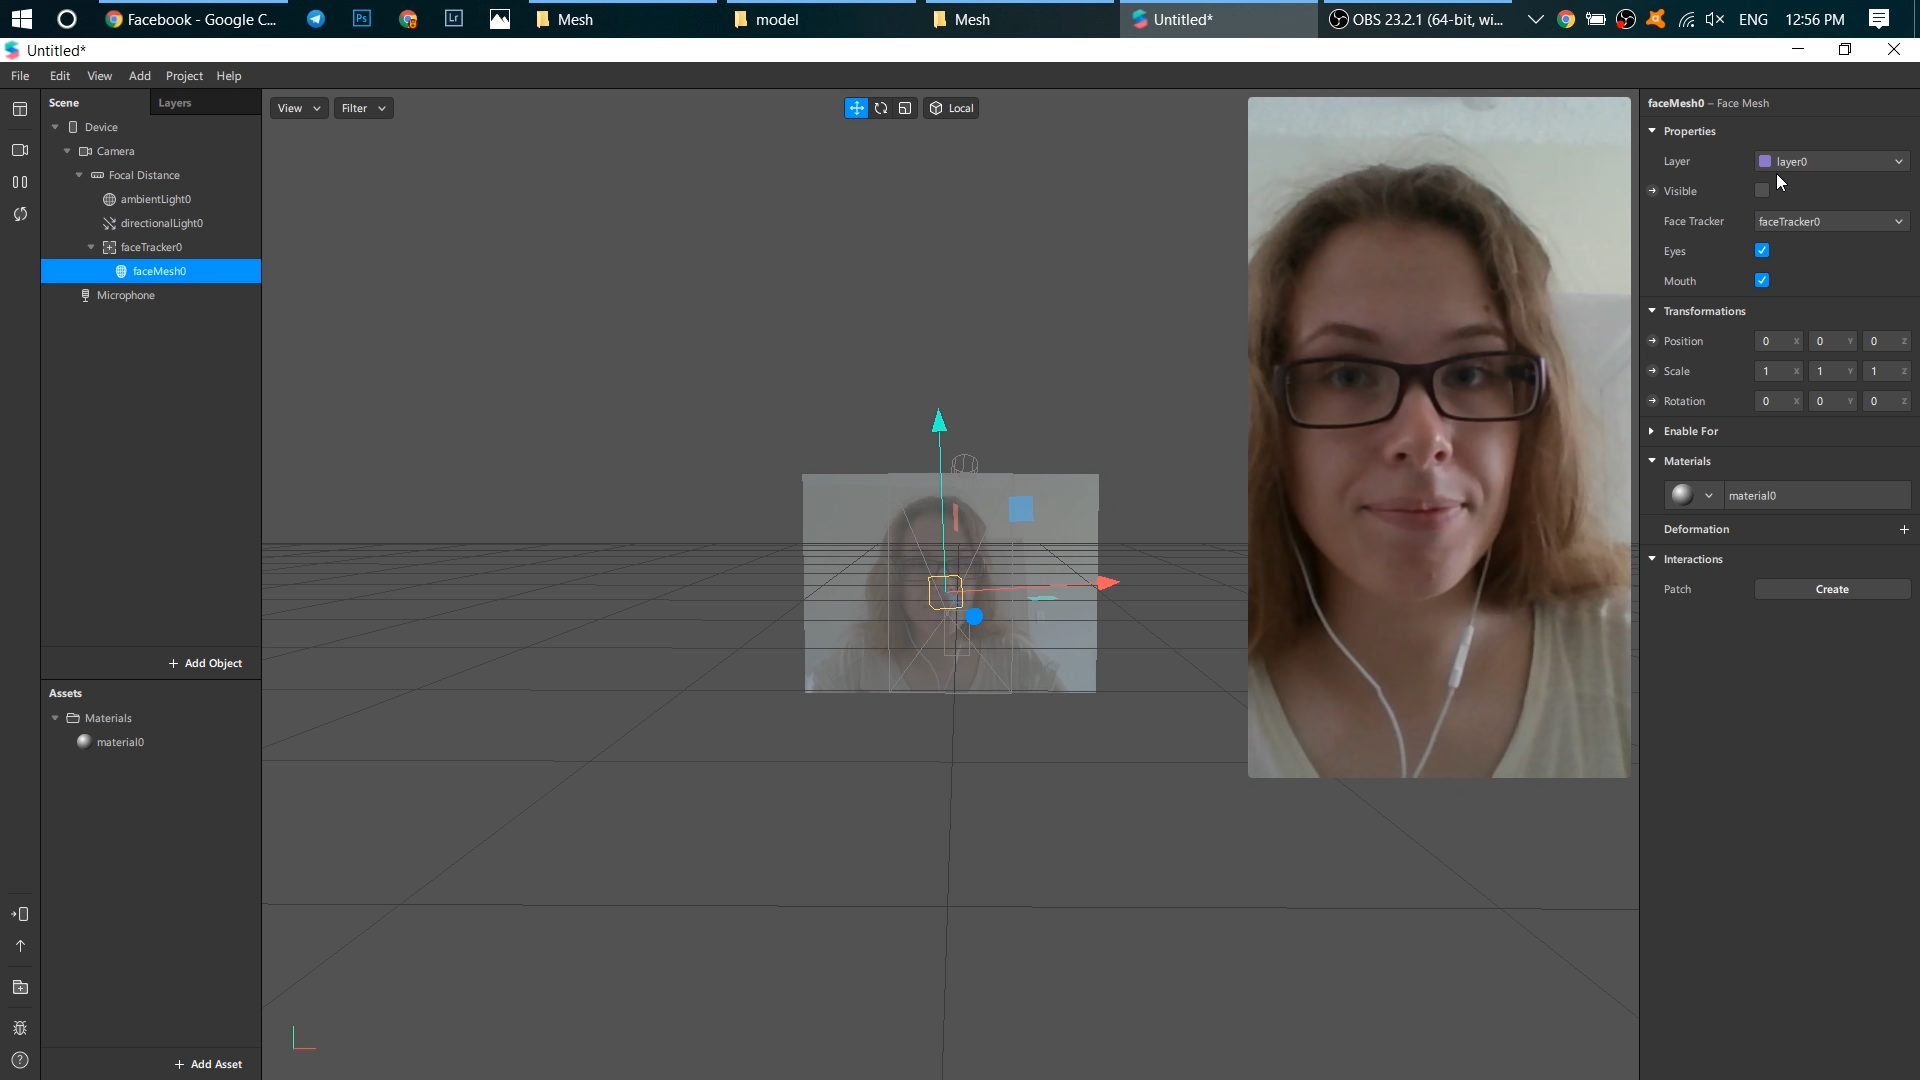 Facebook - Google C...
Ps
Lr
Mesh
model
Mesh
Untitled*
OBS 23.2.1 (64-bit, wi...
ENG
12:56 PM
Untitled*
File
Edit
View
Add
Project
Help
Scene
Layers
Device
Camera
Focal Distance
ambientLight0
directionalLight0
faceTracker0
faceMesh0
Microphone
+ Add Object
Assets
Materials
material0
+ Add Asset
View
Filter
Local
faceMesh0 – Face Mesh
Properties
Layer
layer0
Visible
Face Tracker
faceTracker0
Eyes
Mouth
Transformations
Position
0 X 0 Y 0 Z
Scale
1 X 1 Y 1 Z
Rotation
0 X 0 Y 0 Z
Enable For
Materials
material0
Deformation
+
Interactions
Patch
Create